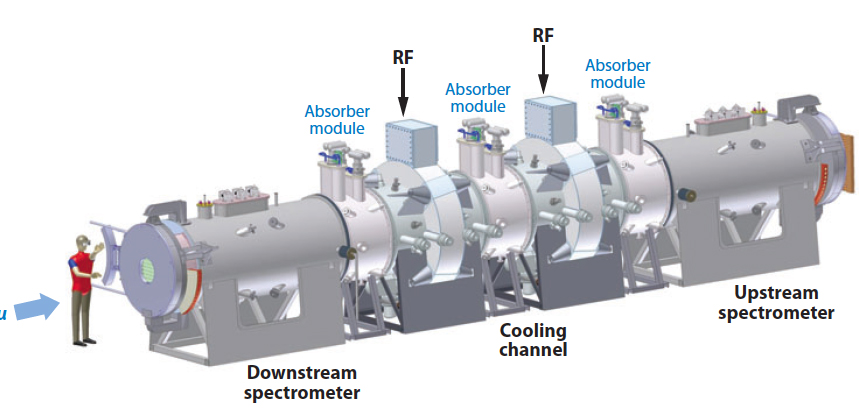 RF
Absorber
module
RF
Absorber
module
Absorber
module
u
Cooling
channel
Upstream
spectrometer
Downstream
spectrometer